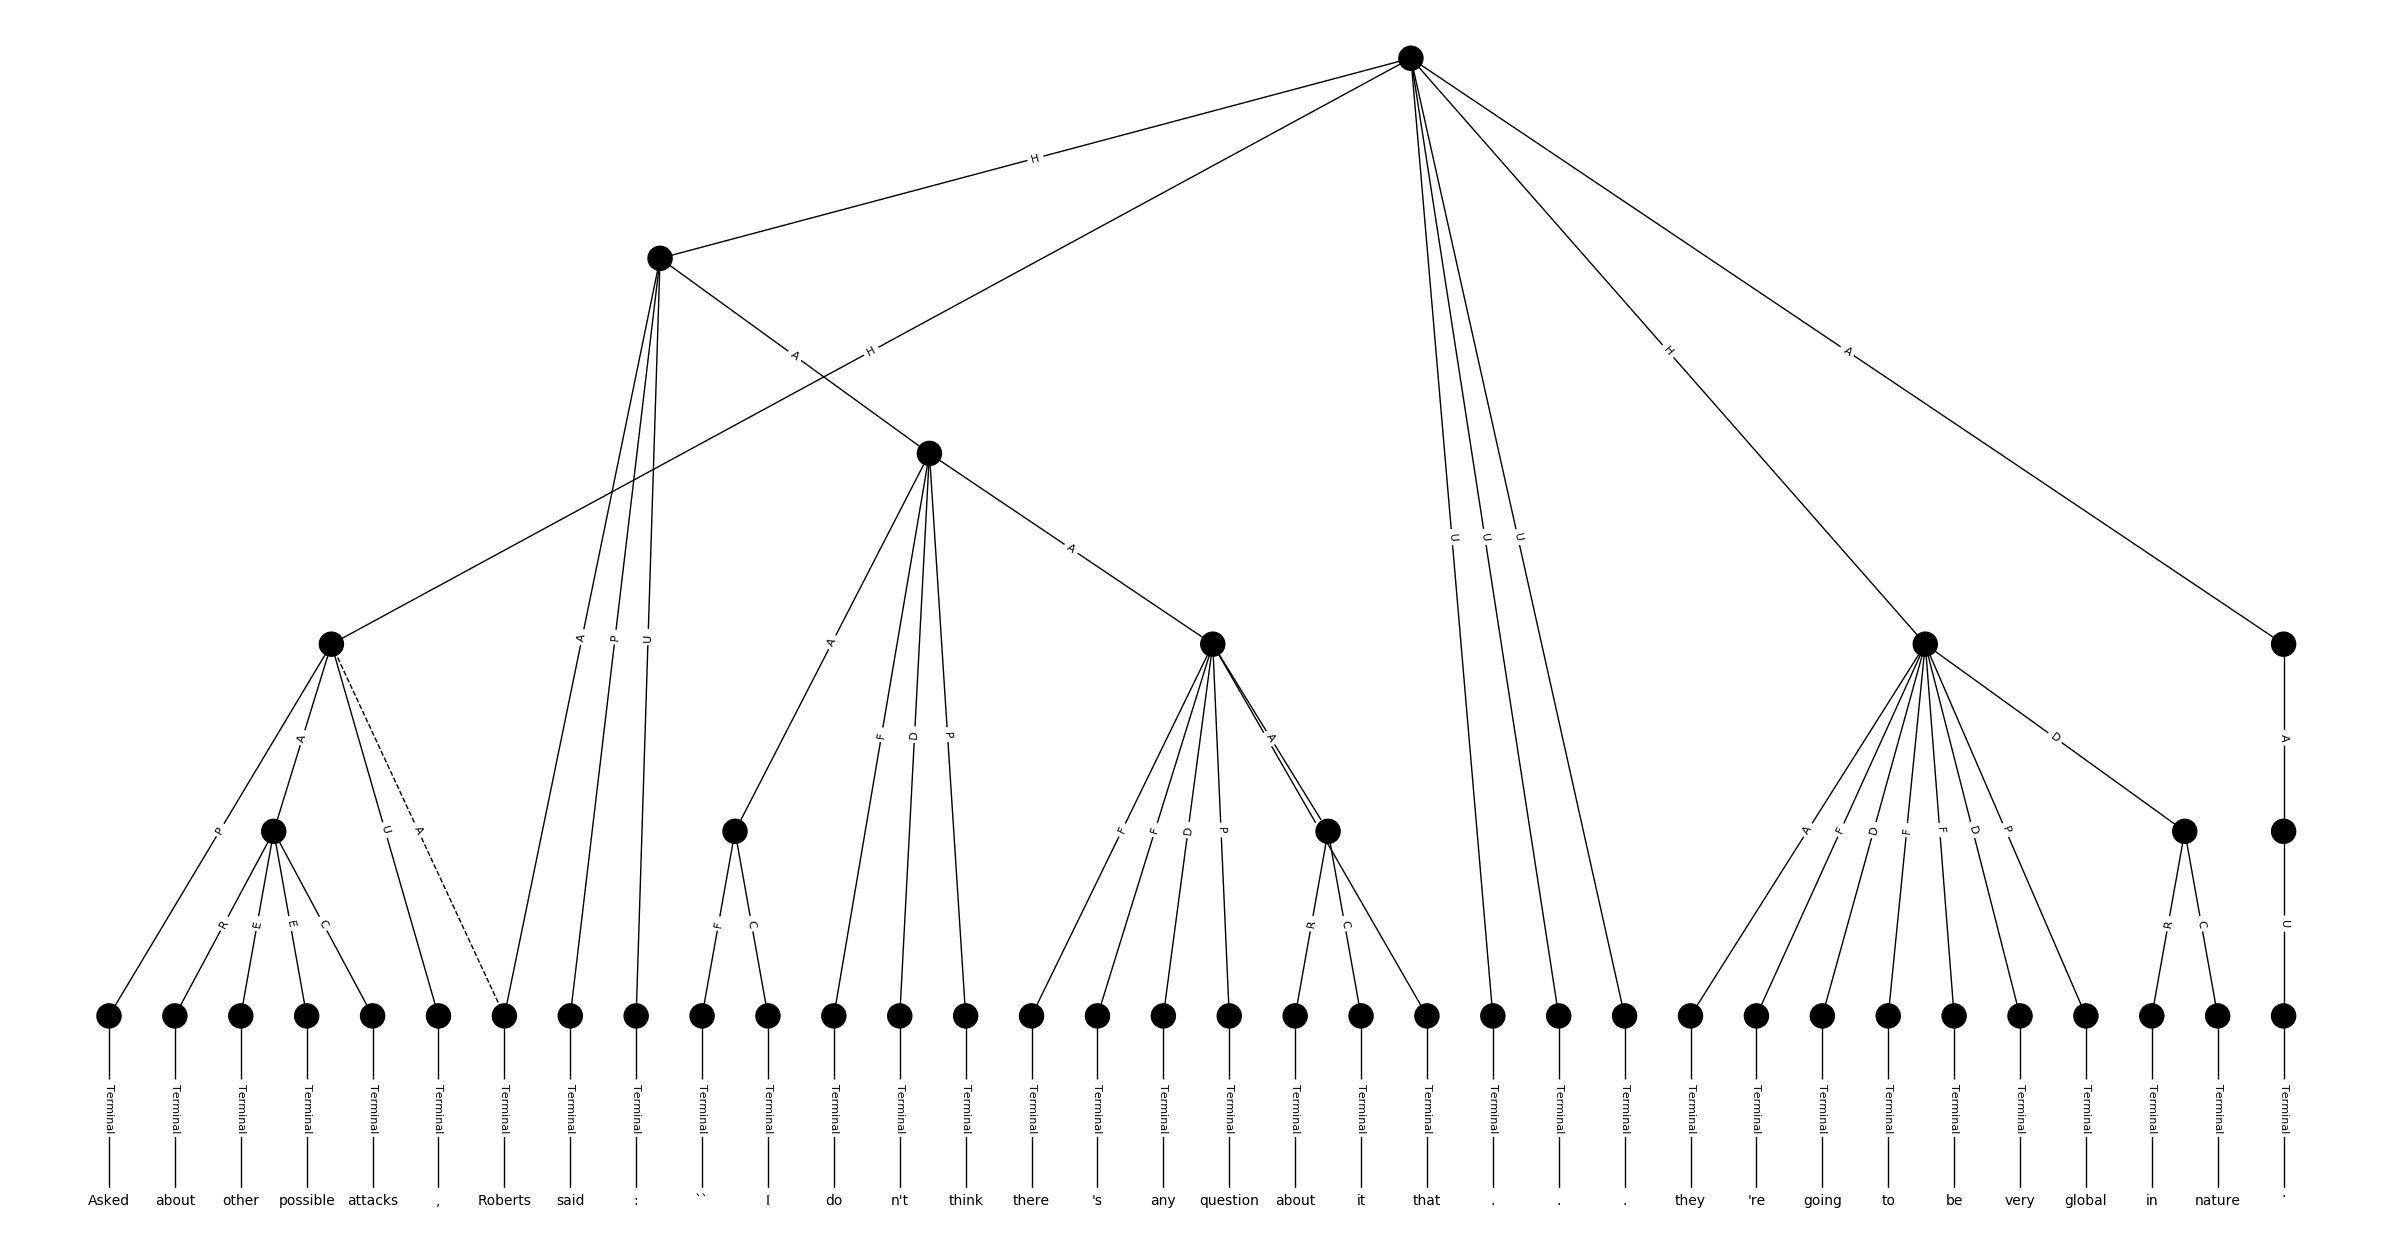 H
H A
A H H
U U U
A
A P U A
P A U A F D P F F D P A A F D F F D P D A
R E E C F C R C R C U
Terminal Terminal Terminal Terminal Terminal Terminal Terminal Terminal Terminal Terminal Terminal Terminal Terminal Terminal Terminal Terminal Terminal Terminal Terminal Terminal Terminal Terminal Terminal Terminal Terminal Terminal Terminal Terminal Terminal Terminal Terminal Terminal Terminal Terminal
Asked about other possible attacks , Roberts said : `` I do n't think there 's any question about it that . . . they 're going to be very global in nature .